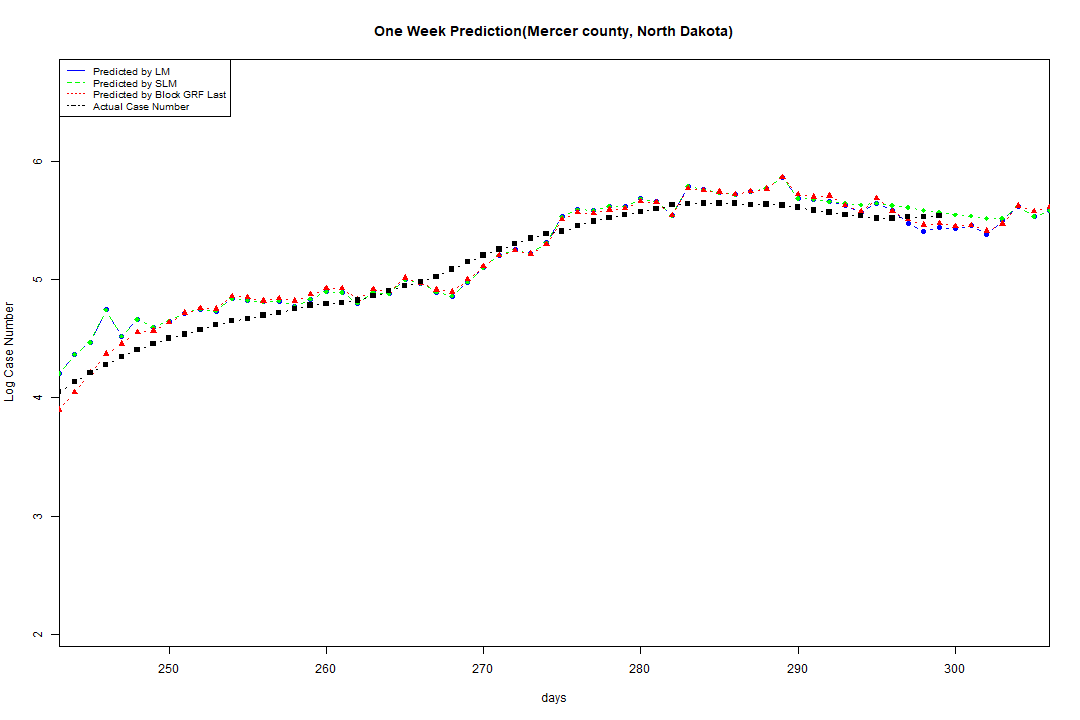 One Week Prediction(Mercer county, North Dakota)
Predicted by LM
Predicted by SLM
Predicted by Block GRF Last
Actual Case Number
6
5
4
3
2
Log Case Number
250 260 270 280 290 300
days